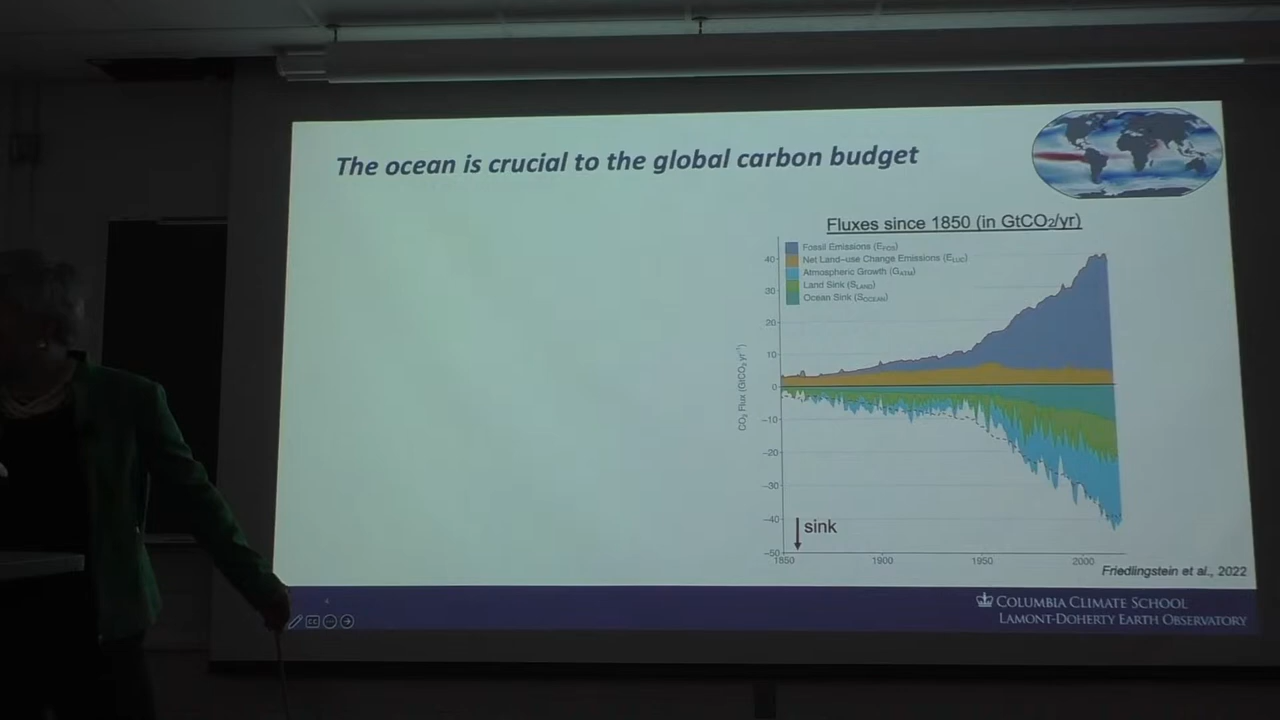 The ocean is crucial to the global carbon budget
Fluxes since 1850 (in GtCO₂/yr)
Fossil Emissions (E_FOS)
Net Land–use Change Emissions (E_LUC)
Atmospheric Growth (G_ATM)
Land Sink (S_LAND)
Ocean Sink (S_OCEAN)
CO₂ Flux (GtCO₂ yr⁻¹)
40
30
20
10
0
−10
−20
−30
−40
−50
sink
1850
1900
1950
2000
Friedlingstein et al., 2022
COLUMBIA CLIMATE SCHOOL
LAMONT-DOHERTY EARTH OBSERVATORY